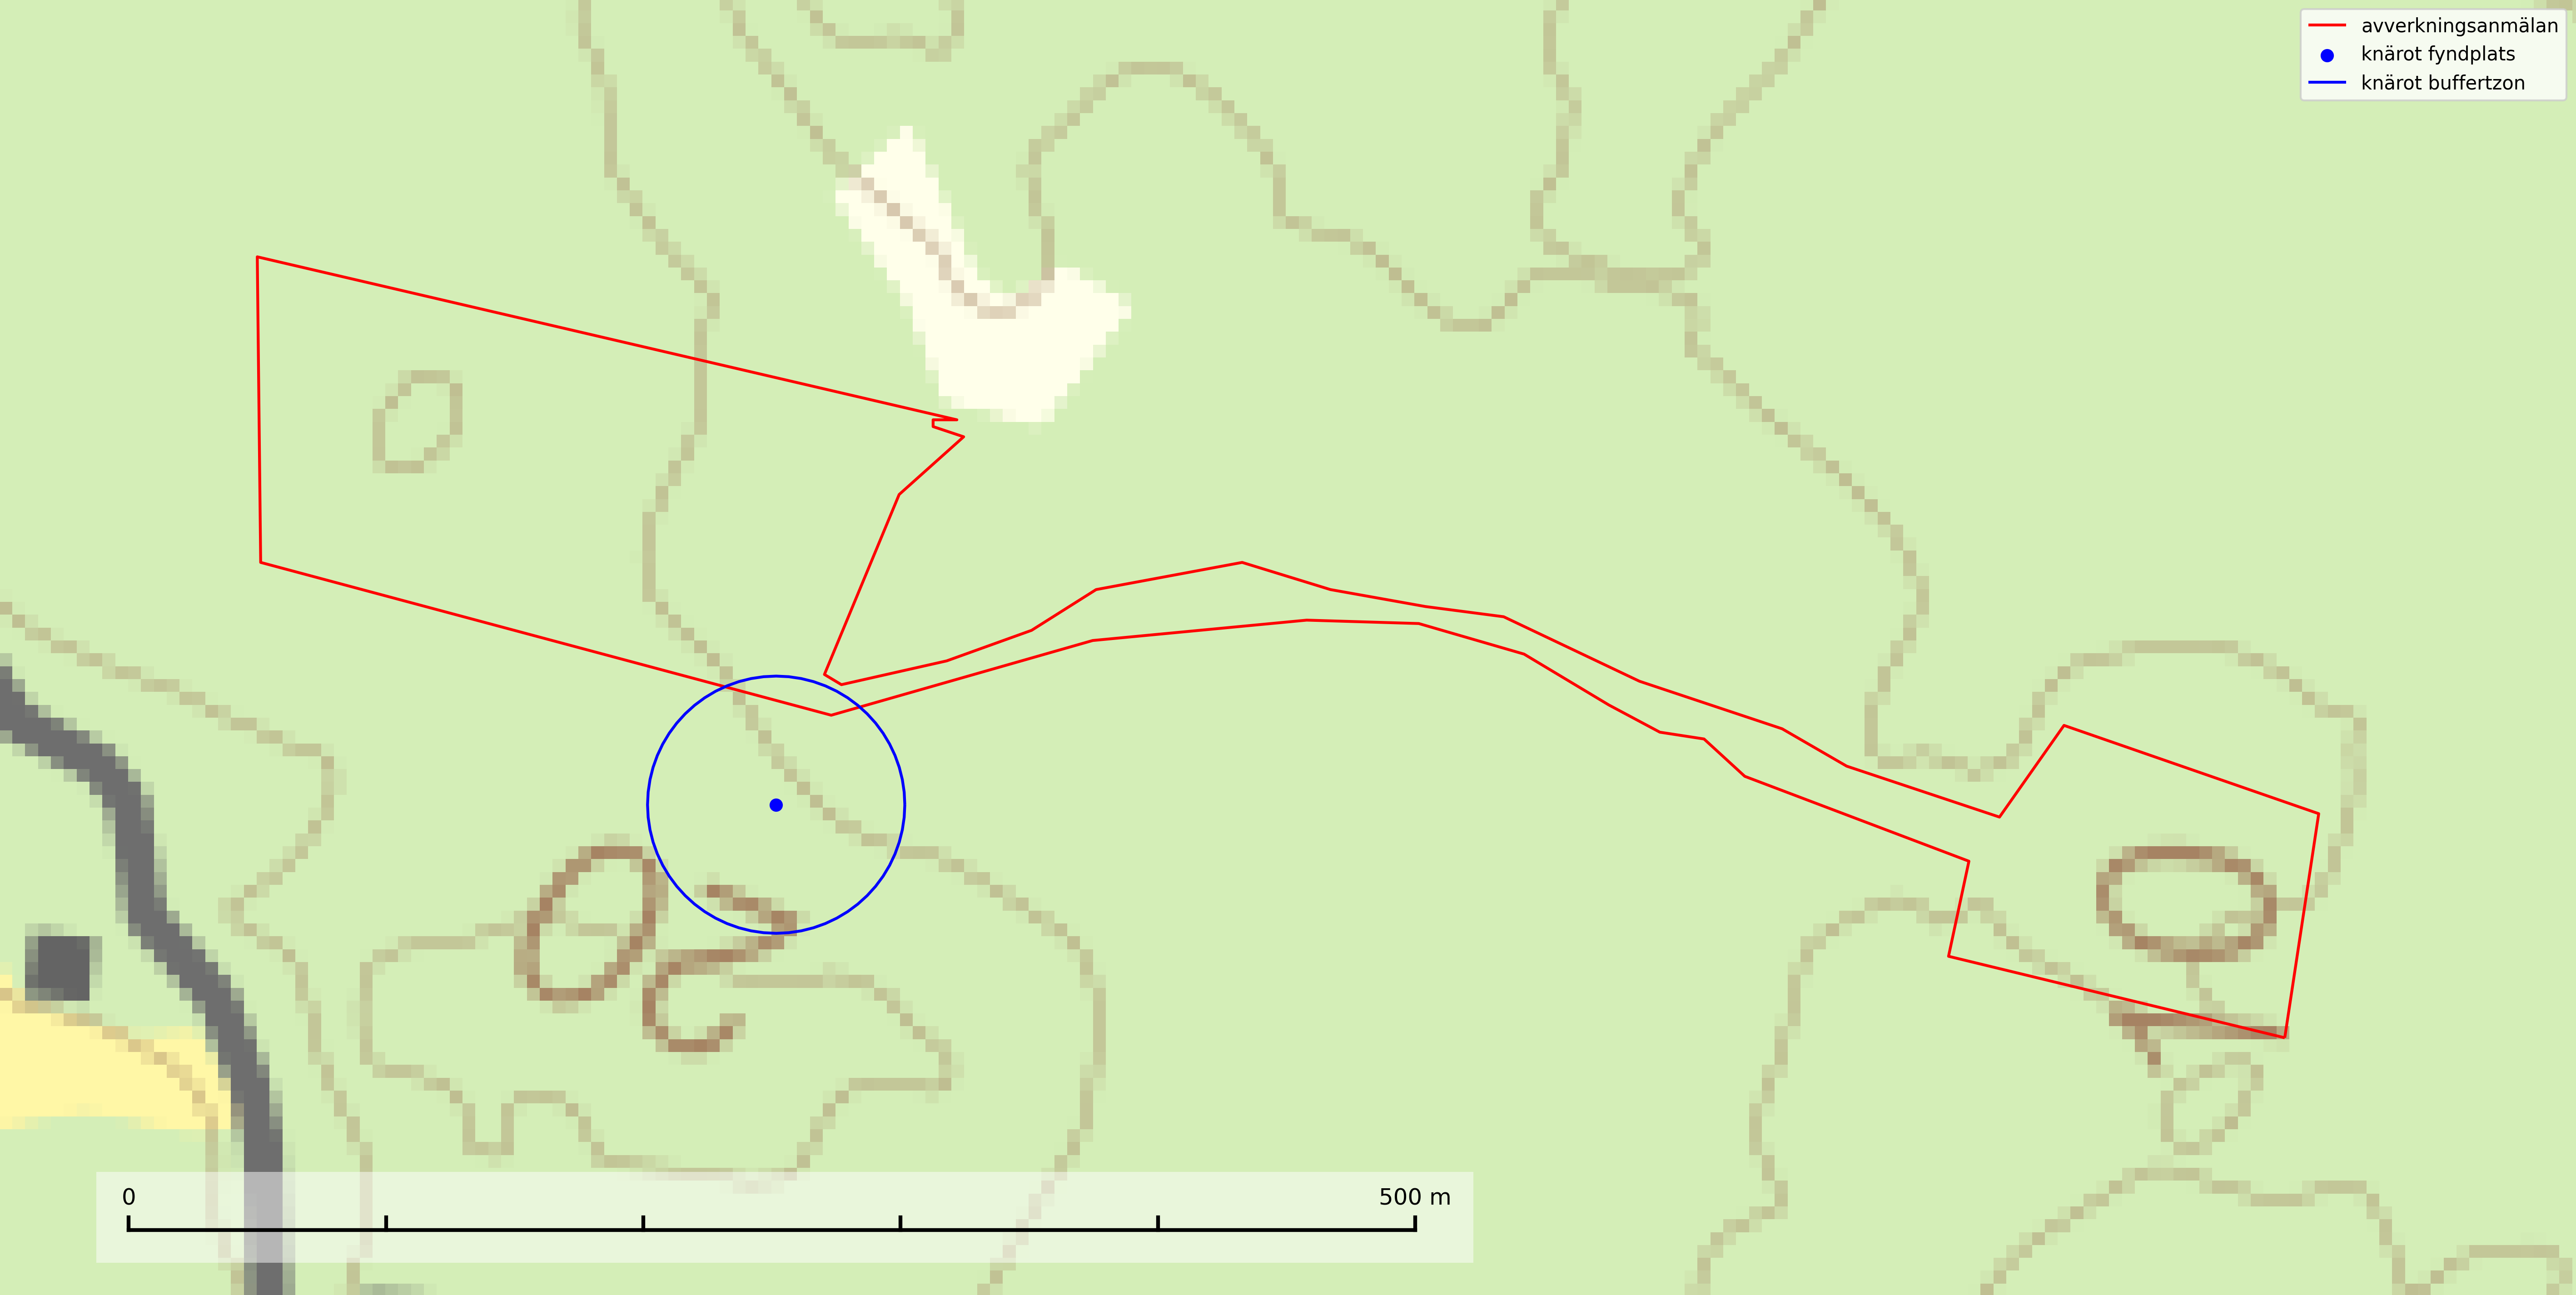 avverkningsanmälan
knärot fyndplats
knärot buffertzon
0 500 m